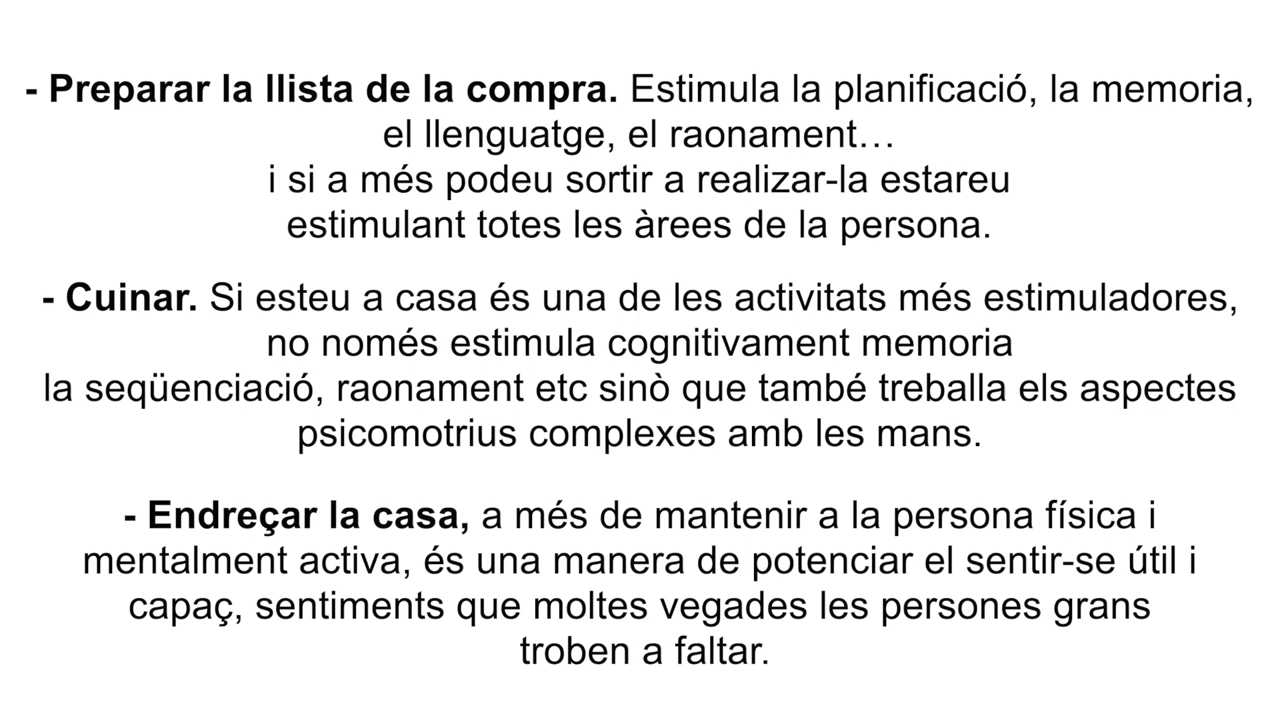 - Preparar la llista de la compra. Estimula la planificació, la memoria,
el llenguatge, el raonament…
i si a més podeu sortir a realizar-la estareu
estimulant totes les àrees de la persona.
- Cuinar. Si esteu a casa és una de les activitats més estimuladores,
no només estimula cognitivament memoria
la seqüenciació, raonament etc sinò que també treballa els aspectes
psicomotrius complexes amb les mans.
- Endreçar la casa, a més de mantenir a la persona física i
mentalment activa, és una manera de potenciar el sentir-se útil i
capaç, sentiments que moltes vegades les persones grans
troben a faltar.